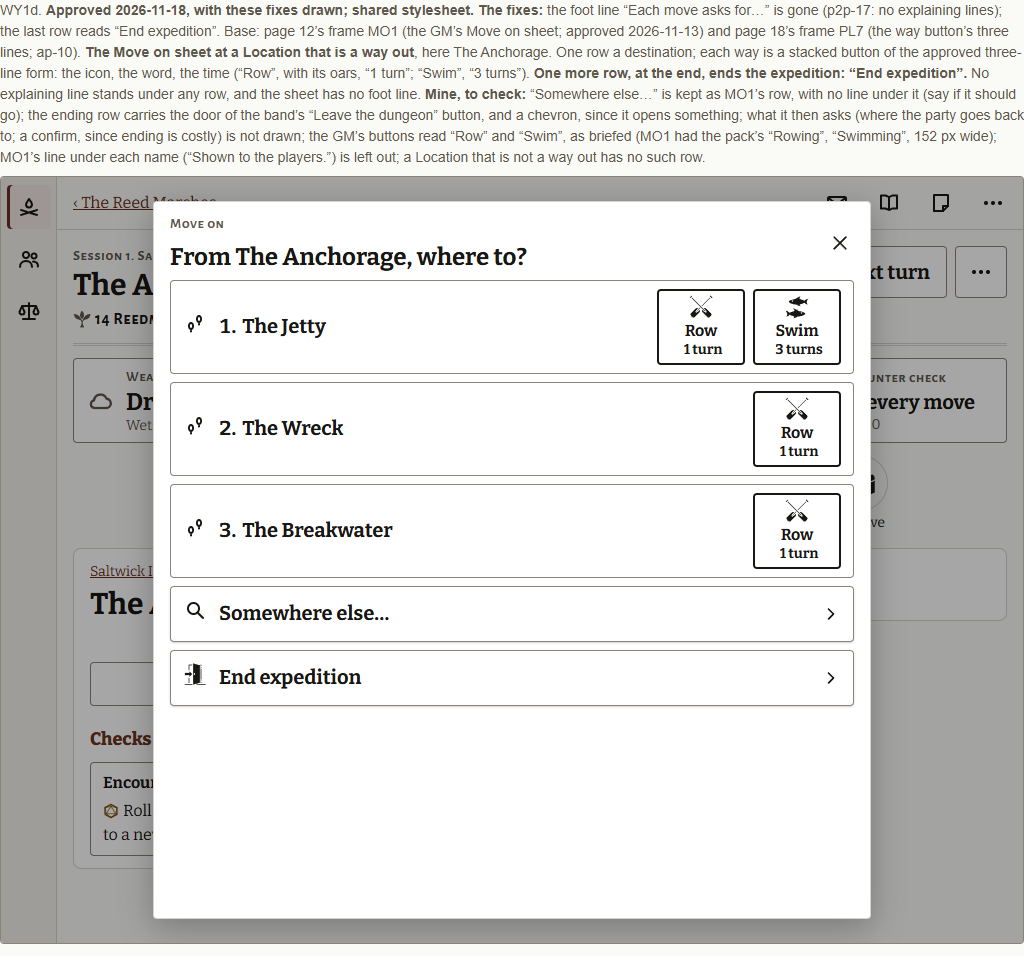 WY1d. Approved 2026-11-18, with these fixes drawn; shared stylesheet. The fixes: the foot line “Each move asks for…” is gone (p2p-17: no explaining lines);
the last row reads “End expedition”. Base: page 12’s frame MO1 (the GM’s Move on sheet; approved 2026-11-13) and page 18’s frame PL7 (the way button’s three
lines; ap-10). The Move on sheet at a Location that is a way out, here The Anchorage. One row a destination; each way is a stacked button of the approved three-
line form: the icon, the word, the time (“Row”, with its oars, “1 turn”; “Swim”, “3 turns”). One more row, at the end, ends the expedition: “End expedition”. No
explaining line stands under any row, and the sheet has no foot line. Mine, to check: “Somewhere else…” is kept as MO1’s row, with no line under it (say if it should
go); the ending row carries the door of the band’s “Leave the dungeon” button, and a chevron, since it opens something; what it then asks (where the party goes back
to; a confirm, since ending is costly) is not drawn; the GM’s buttons read “Row” and “Swim”, as briefed (MO1 had the pack’s “Rowing”, “Swimming”, 152 px wide);
MO1’s line under each name (“Shown to the players.”) is left out; a Location that is not a way out has no such row.
‹ The Reed Marshes
Session 1. Sa
The A
14 Reedm
xt turn
Wea
Dr
Wet
unter check
every move
0
ve
Saltwick I
The A
Checks
Encoun
Roll
to a ne
Move on
From The Anchorage, where to?
1. The Jetty
Row
1 turn
Swim
3 turns
2. The Wreck
Row
1 turn
3. The Breakwater
Row
1 turn
Somewhere else…
End expedition